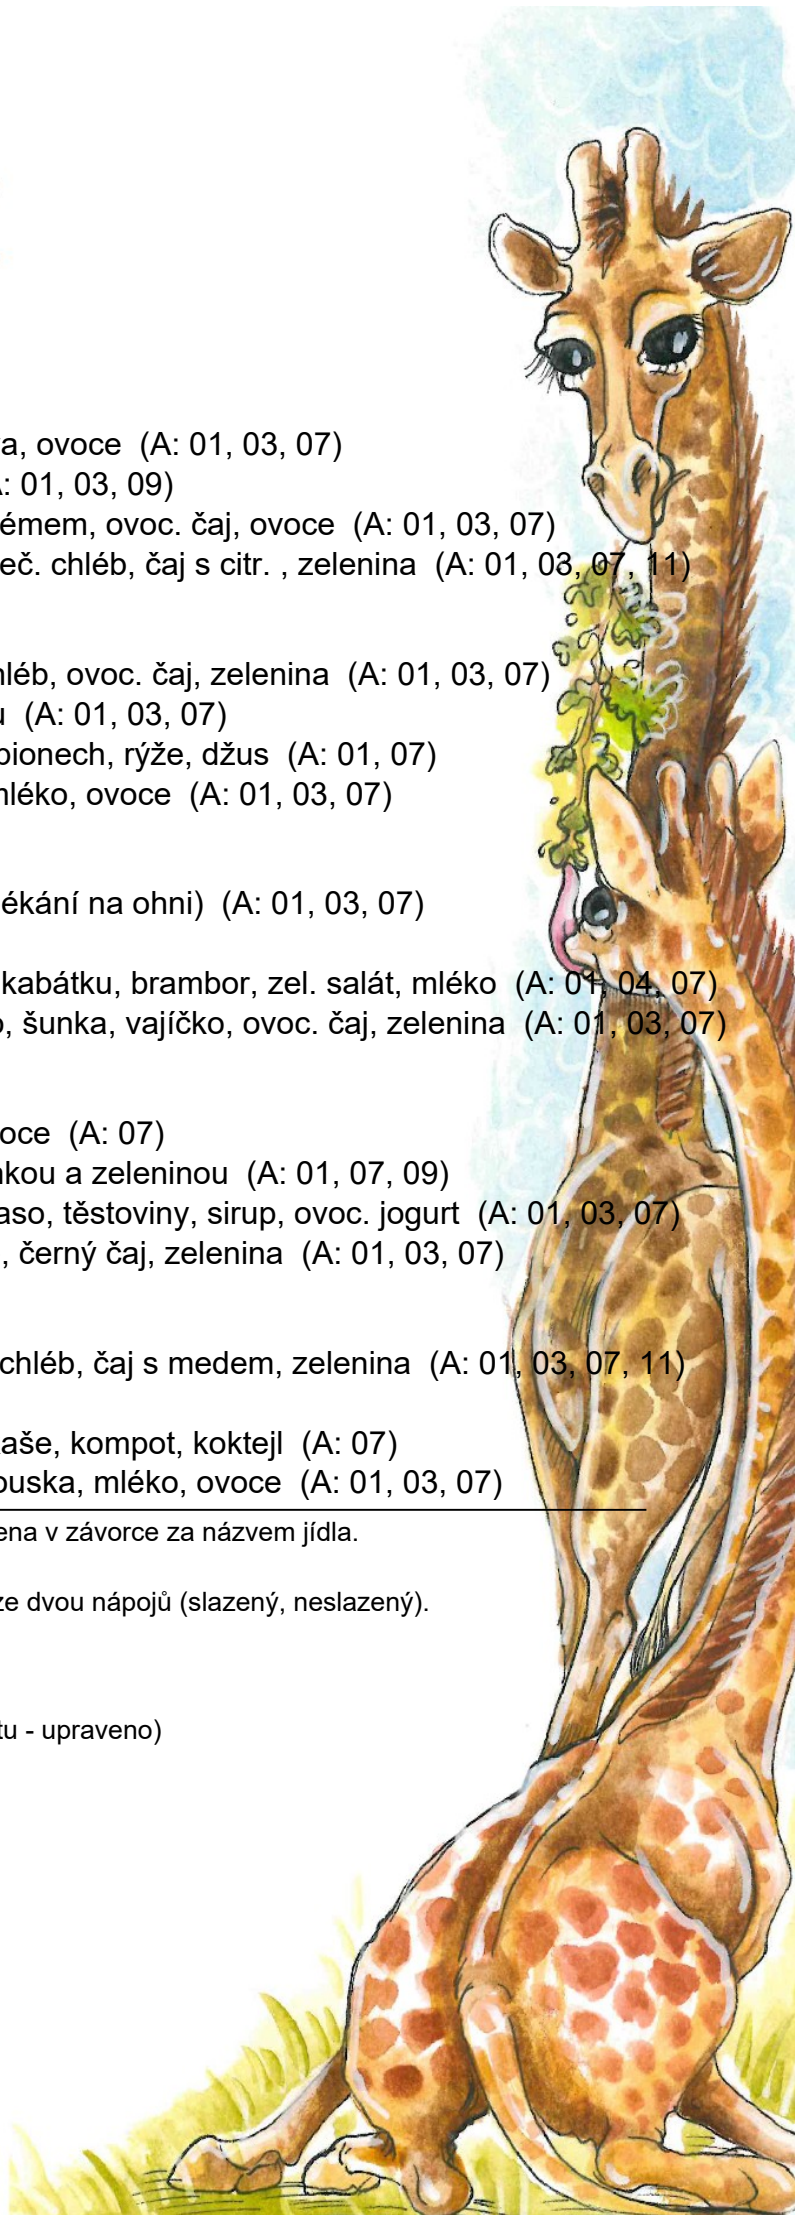 a, ovoce (A: 01, 03, 07)
: 01, 03, 09)
émem, ovoc. čaj, ovoce (A: 01, 03, 07)
eč. chléb, čaj s citr. , zelenina (A: 01, 03, 07, 11)
léb, ovoc. čaj, zelenina (A: 01, 03, 07)
u (A: 01, 03, 07)
pionech, rýže, džus (A: 01, 07)
mléko, ovoce (A: 01, 03, 07)
ékání na ohni) (A: 01, 03, 07)
kabátku, brambor, zel. salát, mléko (A: 01, 04, 07)
o, šunka, vajíčko, ovoc. čaj, zelenina (A: 01, 03, 07)
oce (A: 07)
nkou a zeleninou (A: 01, 07, 09)
aso, těstoviny, sirup, ovoc. jogurt (A: 01, 03, 07)
, černý čaj, zelenina (A: 01, 03, 07)
chléb, čaj s medem, zelenina (A: 01, 03, 07, 11)
aše, kompot, koktejl (A: 07)
ouska, mléko, ovoce (A: 01, 03, 07)
ena v závorce za názvem jídla.
ze dvou nápojů (slazený, neslazený).
tu - upraveno)